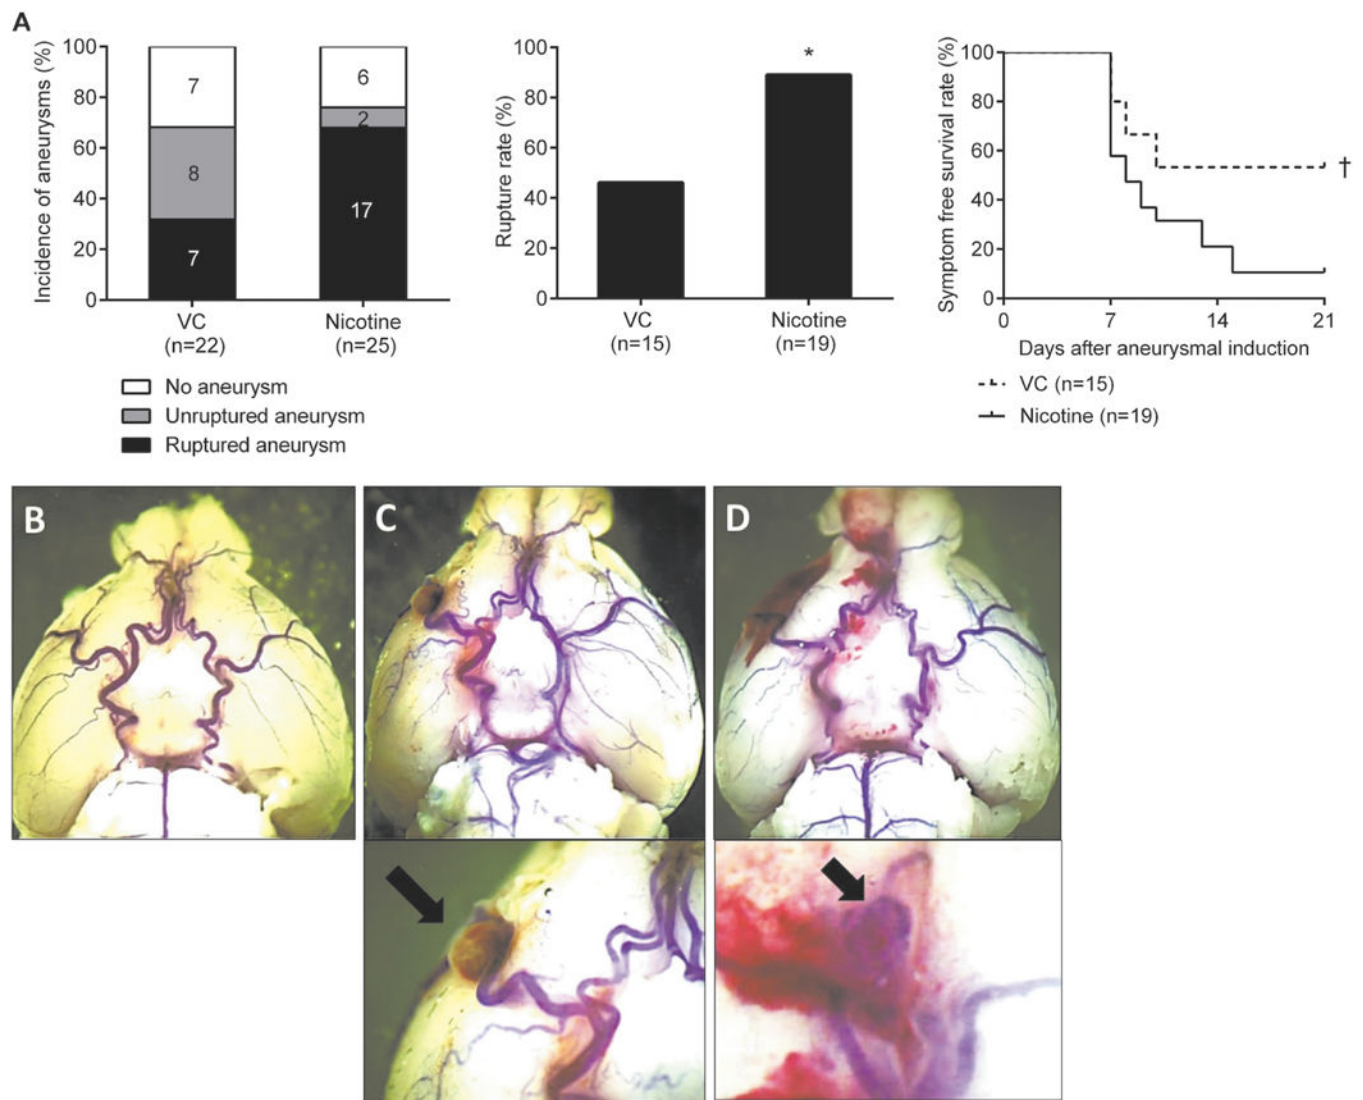 A
Incidence of aneurysms (%)
100
80
60
40
20
0
7
8
7
6
2
17
VC
(n=22)
Nicotine
(n=25)
No aneurysm
Unruptured aneurysm
Ruptured aneurysm
Rupture rate (%)
100
80
60
40
20
0
*
VC
(n=15)
Nicotine
(n=19)
Symptom free survival rate (%)
100
80
60
40
20
0
†
0 7 14 21
Days after aneurysmal induction
VC (n=15)
Nicotine (n=19)
B
C
D